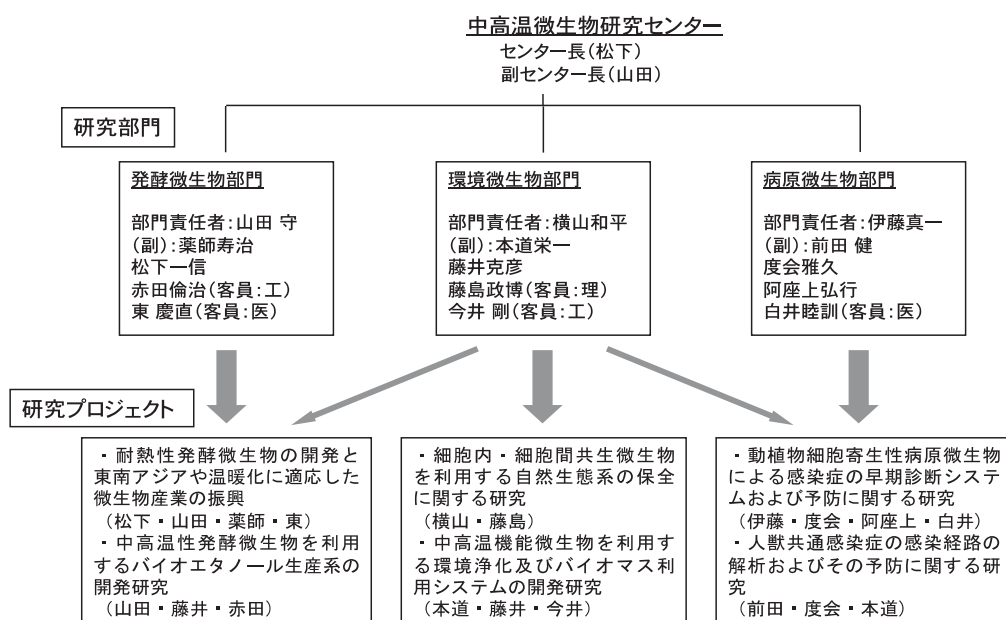 中高温微生物研究センター
センター長(松下)
副センター長(山田)
研究部門
発酵微生物部門
部門責任者:山田 守
(副):薬師寿治
松下一信
赤田倫治(客員:工)
東 慶直(客員:医)
環境微生物部門
部門責任者:横山和平
(副):本道栄一
藤井克彦
藤島政博(客員:理)
今井 剛(客員:工)
病原微生物部門
部門責任者:伊藤真一
(副):前田 健
度会雅久
阿座上弘行
白井睦訓(客員:医)
研究プロジェクト
・耐熱性発酵微生物の開発と
東南アジアや温暖化に適応した
微生物産業の振興
(松下・山田・薬師・東)
・中高温性発酵微生物を利用
するバイオエタノール生産系の
開発研究
(山田・藤井・赤田)
・細胞内・細胞間共生微生物
を利用する自然生態系の保全
に関する研究
(横山・藤島)
・中高温機能微生物を利用す
る環境浄化及びバイオマス利
用システムの開発研究
(本道・藤井・今井)
・動植物細胞寄生性病原微生物
による感染症の早期診断システ
ムおよび予防に関する研究
(伊藤・度会・阿座上・白井)
・人獣共通感染症の感染経路の
解析およびその予防に関する研
究
(前田・度会・本道)